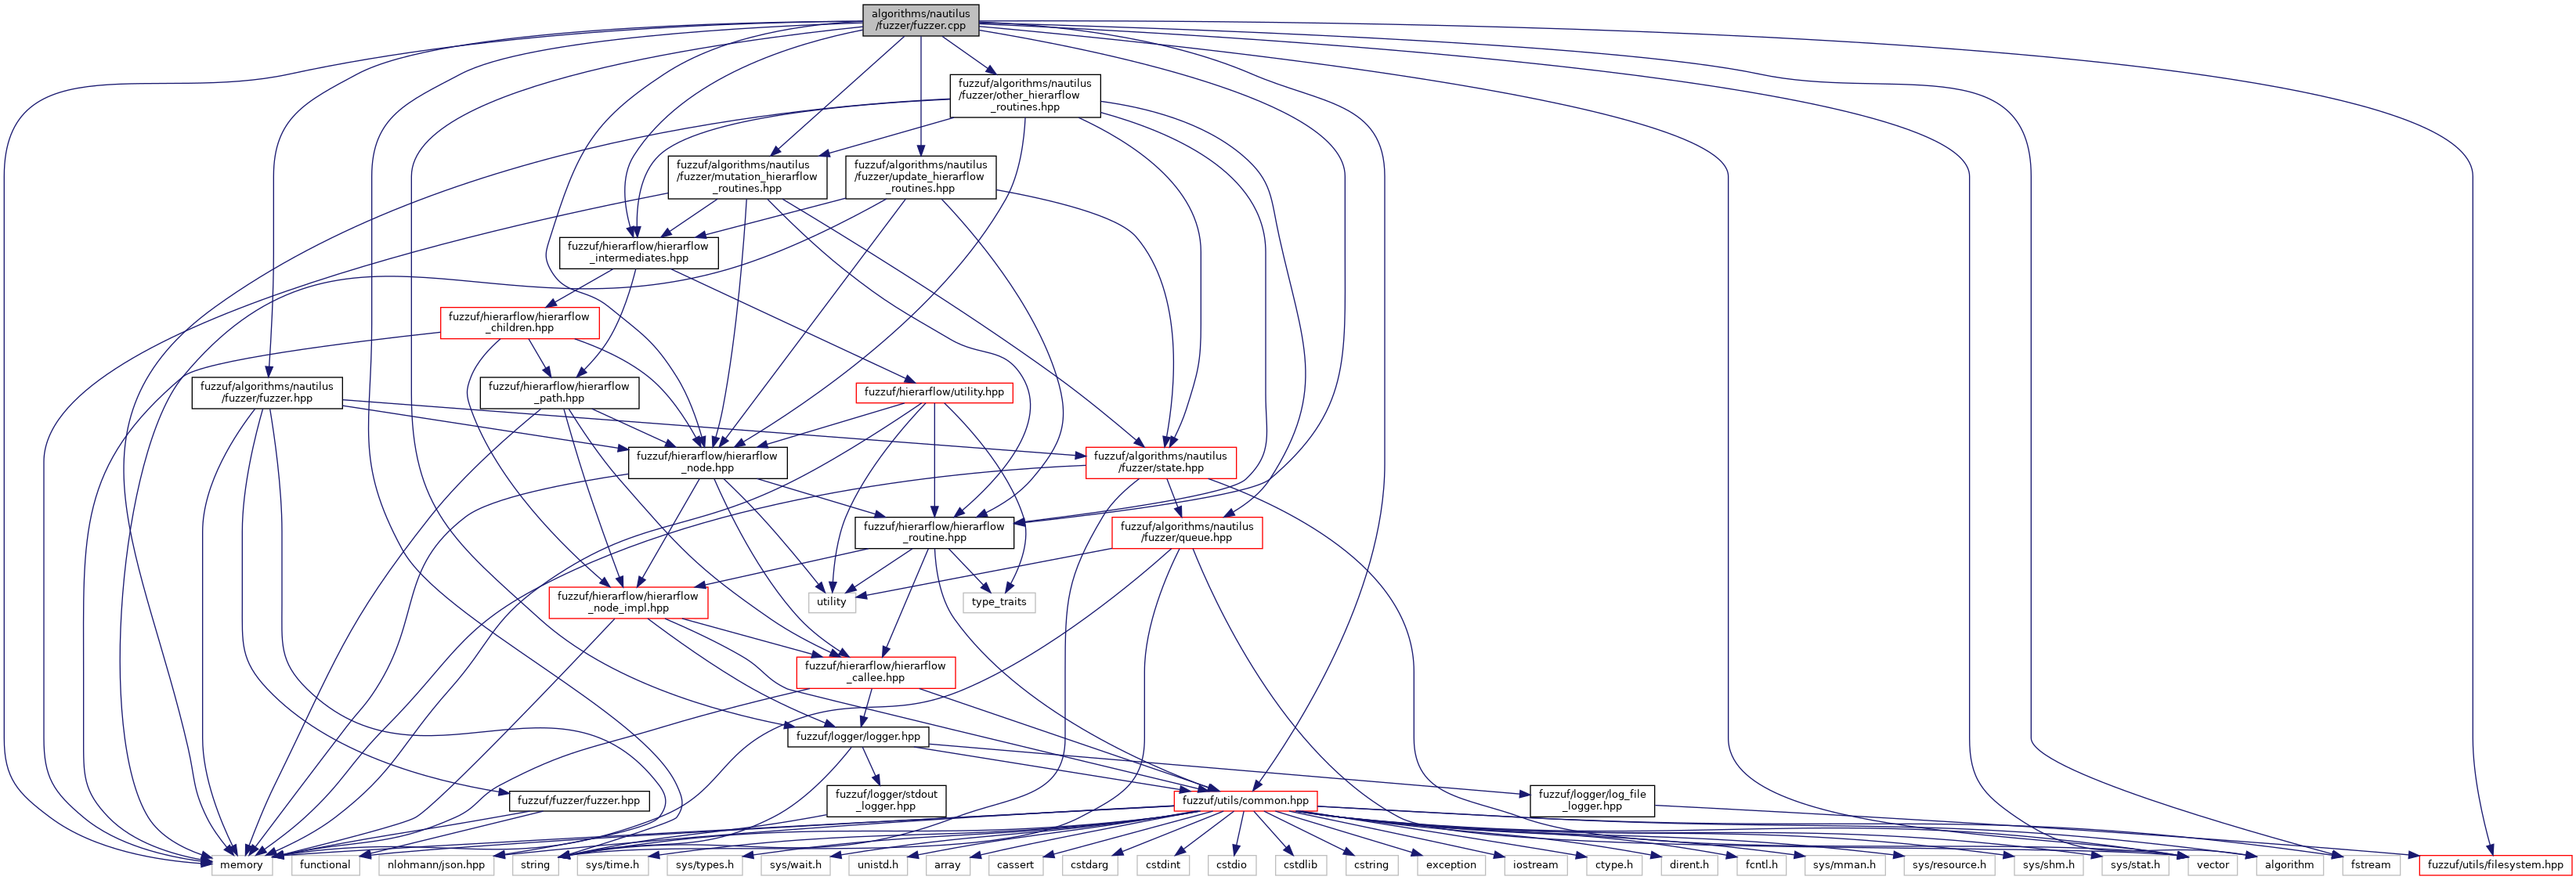 algorithms/nautilus
/fuzzer/fuzzer.cpp
fuzzuf/algorithms/nautilus
/fuzzer/other_hierarflow
_routines.hpp
fuzzuf/algorithms/nautilus
/fuzzer/mutation_hierarflow
_routines.hpp
fuzzuf/algorithms/nautilus
/fuzzer/update_hierarflow
_routines.hpp
fuzzuf/hierarflow/hierarflow
_intermediates.hpp
fuzzuf/hierarflow/hierarflow
_children.hpp
fuzzuf/algorithms/nautilus
/fuzzer/fuzzer.hpp
fuzzuf/hierarflow/hierarflow
_path.hpp
fuzzuf/hierarflow/utility.hpp
fuzzuf/hierarflow/hierarflow
_node.hpp
fuzzuf/algorithms/nautilus
/fuzzer/state.hpp
fuzzuf/hierarflow/hierarflow
_routine.hpp
fuzzuf/algorithms/nautilus
/fuzzer/queue.hpp
fuzzuf/hierarflow/hierarflow
_node_impl.hpp
utility
type_traits
fuzzuf/hierarflow/hierarflow
_callee.hpp
fuzzuf/logger/logger.hpp
fuzzuf/fuzzer/fuzzer.hpp
fuzzuf/logger/stdout
_logger.hpp
fuzzuf/utils/common.hpp
fuzzuf/logger/log_file
_logger.hpp
memory
functional
nlohmann/json.hpp
string
sys/time.h
sys/types.h
sys/wait.h
unistd.h
array
cassert
cstdarg
cstdint
cstdio
cstdlib
cstring
exception
iostream
ctype.h
dirent.h
fcntl.h
sys/mman.h
sys/resource.h
sys/shm.h
sys/stat.h
vector
algorithm
fstream
fuzzuf/utils/filesystem.hpp